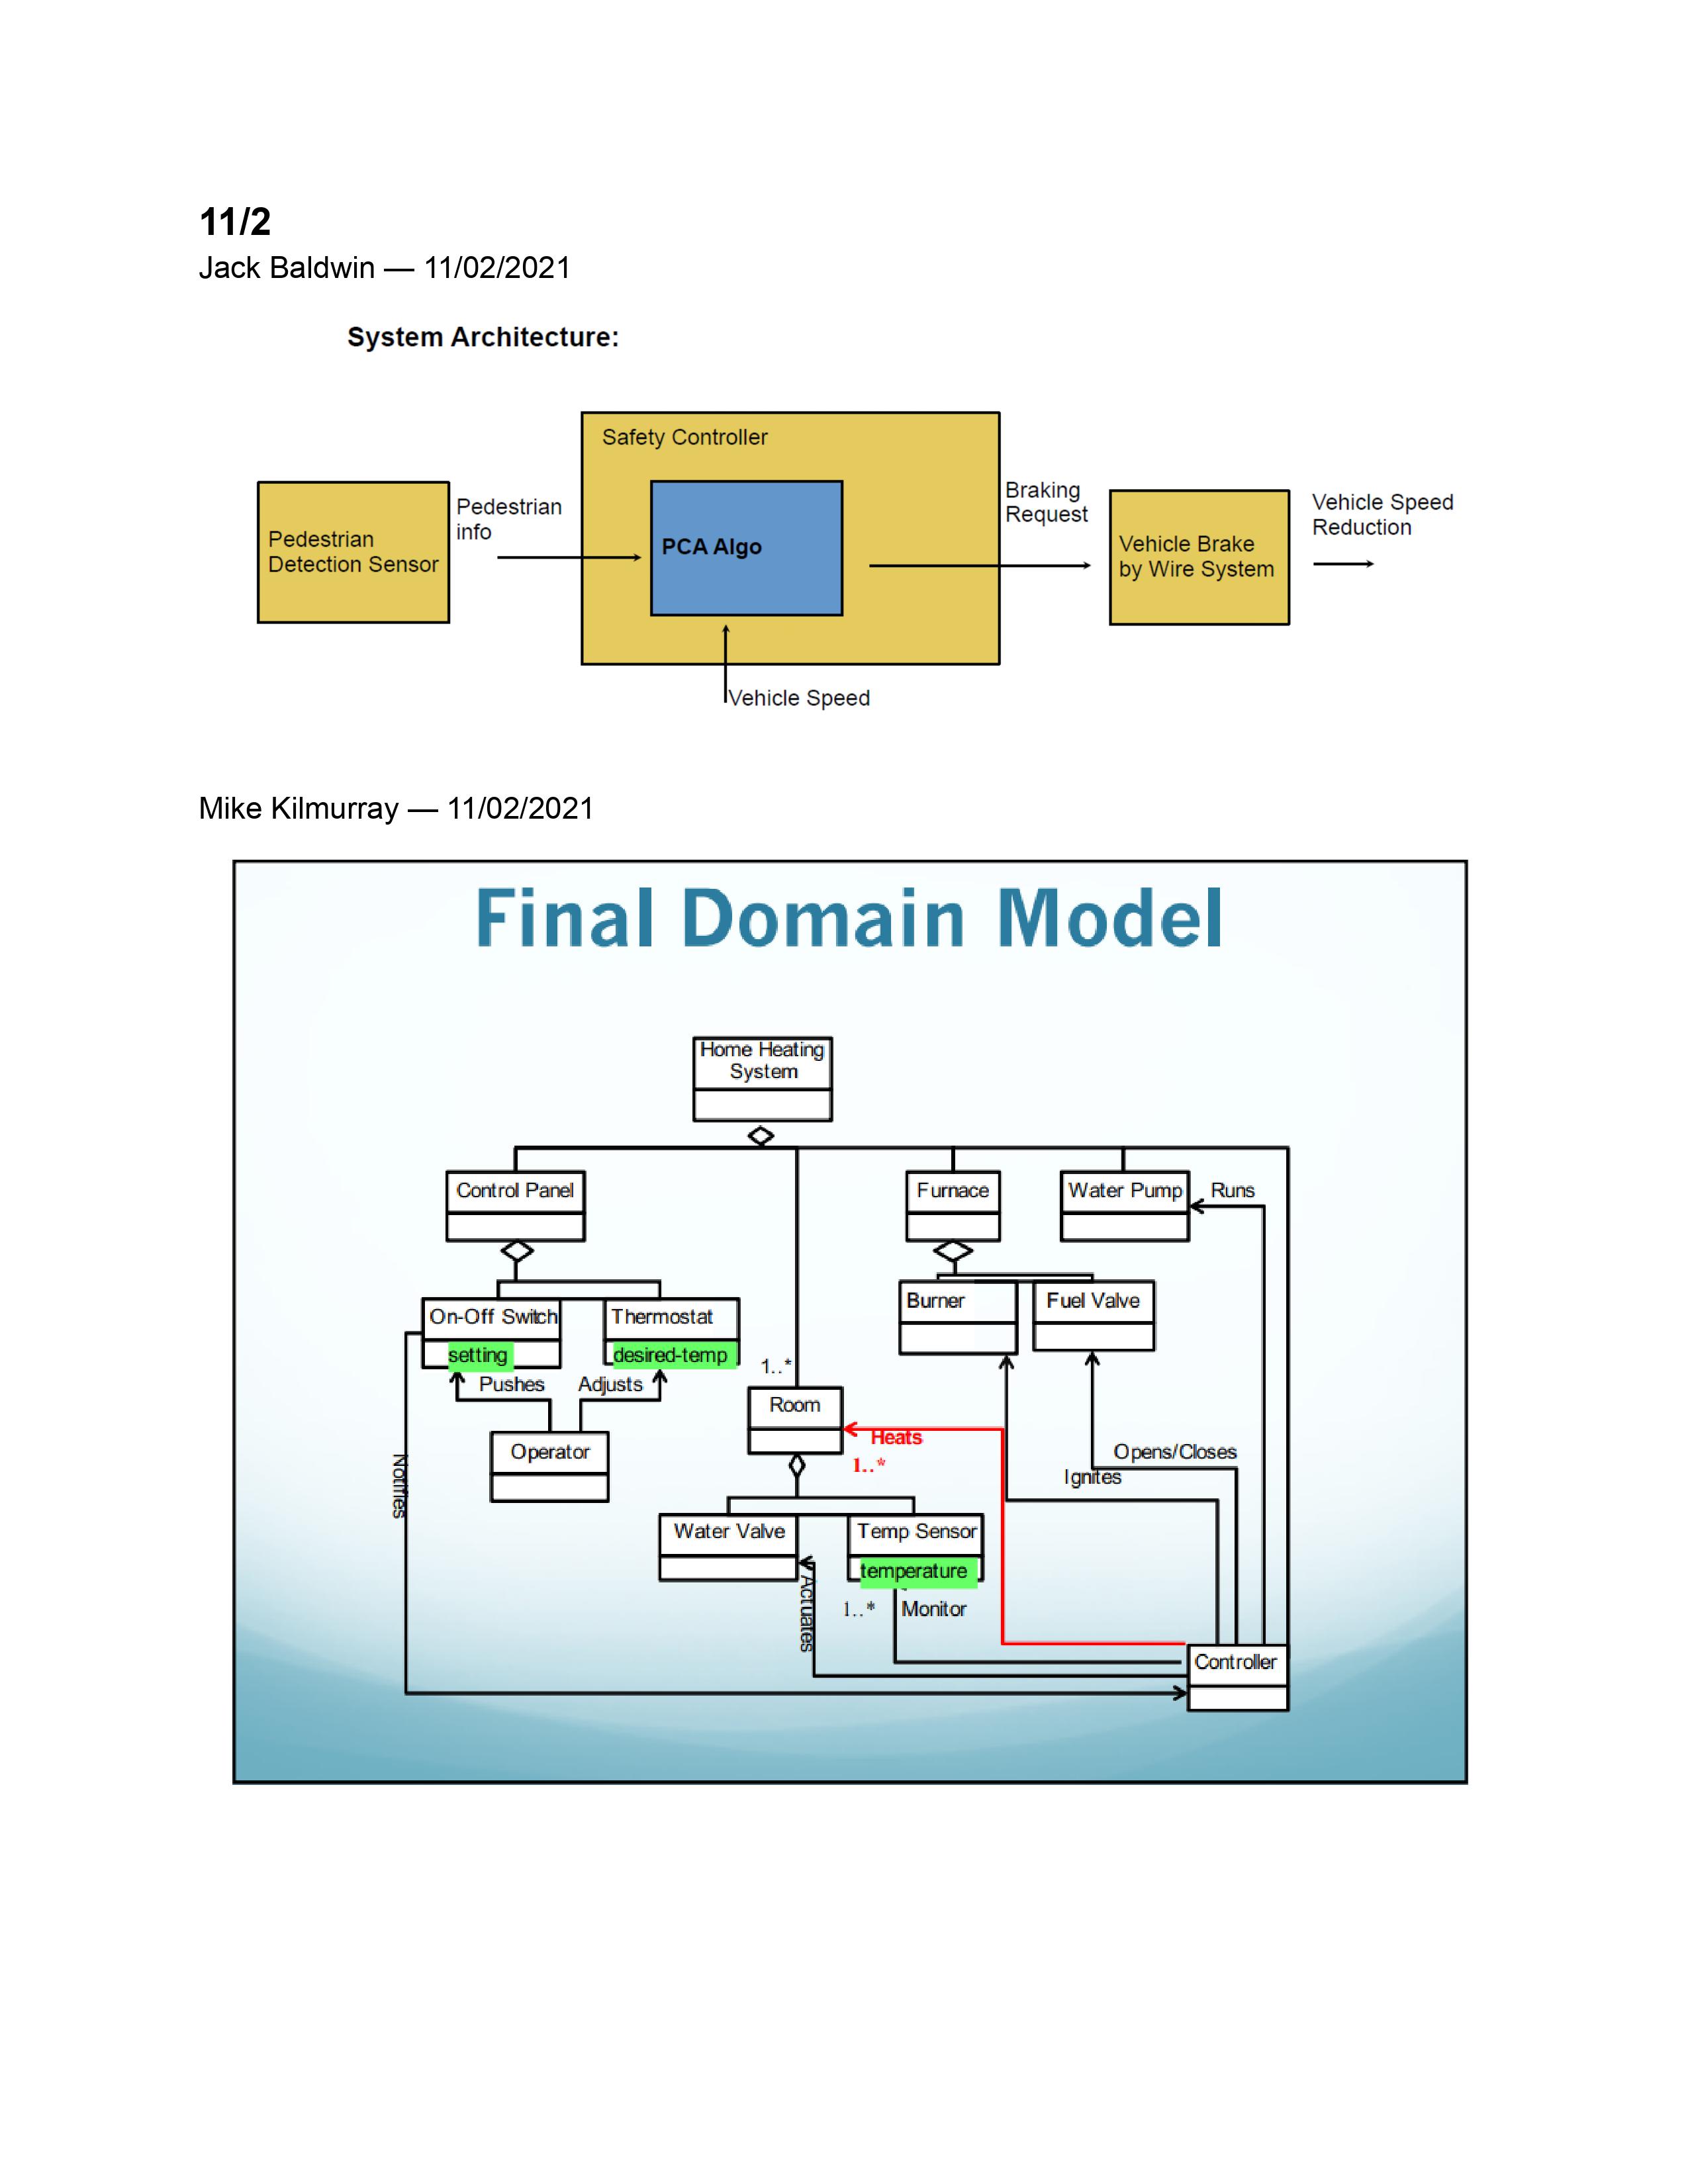 11/2
Jack Baldwin — 11/02/2021
System Architecture:
Safety Controller
Pedestrian
Detection Sensor
Pedestrian
info
PCA Algo
Braking
Request
Vehicle Brake
by Wire System
Vehicle Speed
Reduction
Vehicle Speed
Mike Kilmurray — 11/02/2021
Final Domain Model
Home Heating
System
Control Panel
Furnace
Water Pump
Runs
On-Off Switch
setting
Thermostat
desired-temp
Burner
Fuel Valve
Pushes
Adjusts
1..*
Room
Operator
Heats
1..*
Opens/Closes
Ignites
Notifies
Water Valve
Temp Sensor
temperature
Actuates
1..*
Monitor
Controller